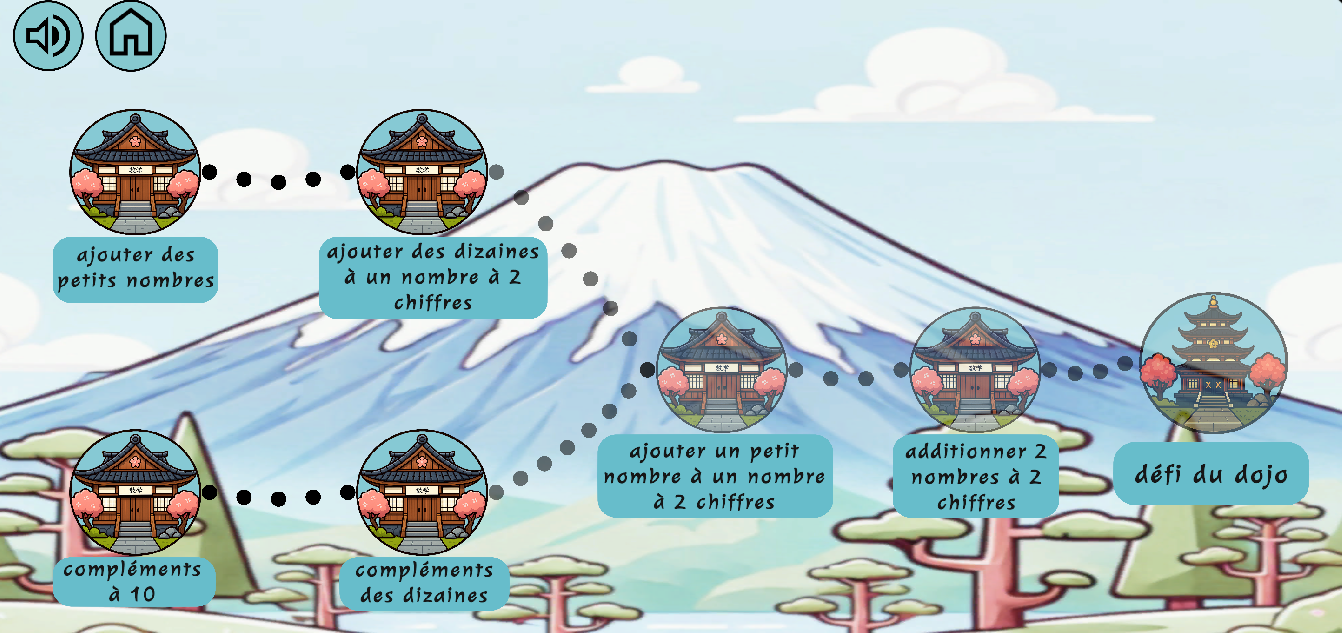 ajouter des
petits nombres
ajouter des dizaines
à un nombre à 2
chiffres
compléments
à 10
compléments
des dizaines
ajouter un petit
nombre à un nombre
à 2 chiffres
additionner 2
nombres à 2
chiffres
défi du dojo